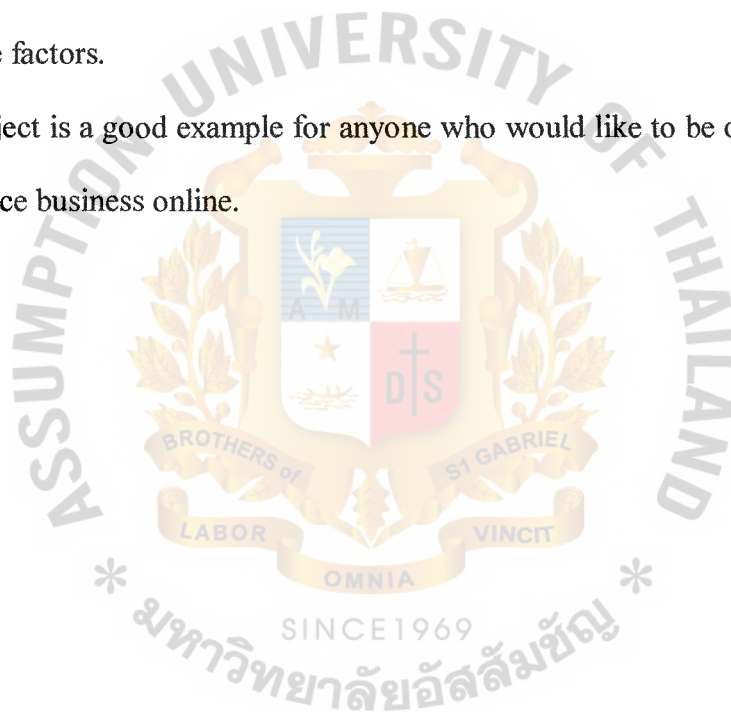 factors.
is a good example for anyone who would like to be
business online.
ASSUMPTION UNIVERSITY OF THAILAND
A M
D S
BROTHERS of ST GABRIEL
LABOR
VINCIT
OMNIA
SINCE1969
* มหาวิทยาลัยอัสสัมชัญ *